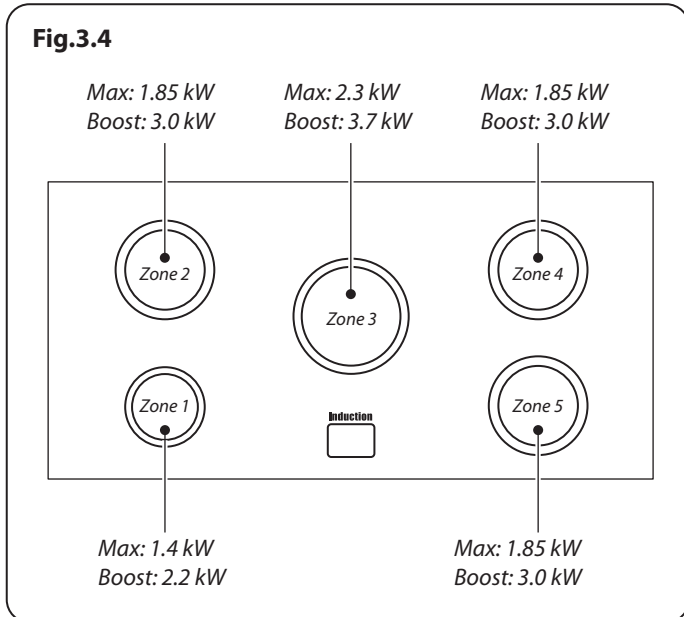 Fig.3.4
Max: 1.85 kW
Boost: 3.0 kW
Max: 2.3 kW
Boost: 3.7 kW
Max: 1.85 kW
Boost: 3.0 kW
Zone 2
Zone 3
Zone 4
Zone 1
Induction
Zone 5
Max: 1.4 kW
Boost: 2.2 kW
Max: 1.85 kW
Boost: 3.0 kW